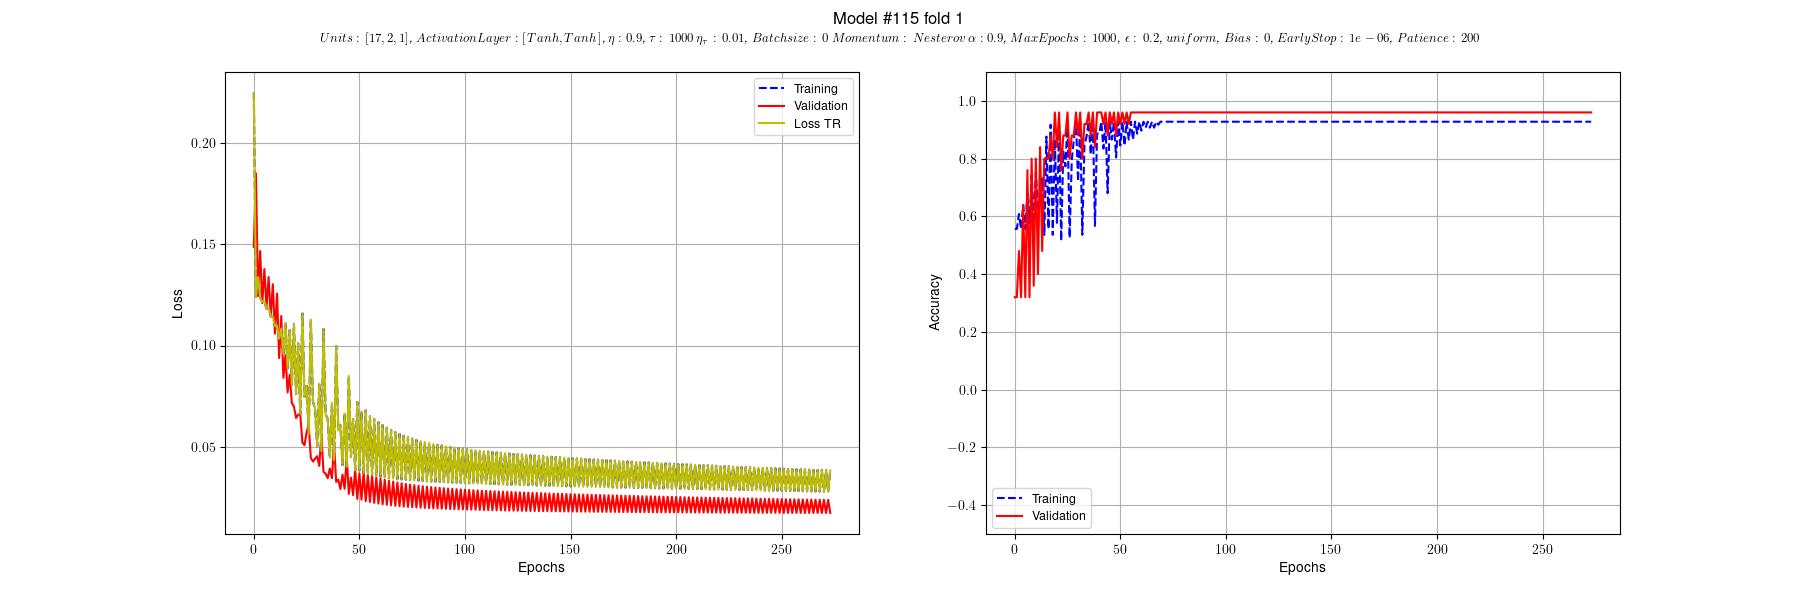 Model #115 fold 1
Units : [17, 2, 1], ActivationLayer : [Tanh, Tanh], η : 0.9, τ : 1000 η_τ : 0.01, Batchsize : 0 Momentum : Nesterov α : 0.9, MaxEpochs : 1000, ϵ : 0.2, uniform, Bias : 0, EarlyStop : 1e − 06, Patience : 200
Training
Validation
Loss TR
0.20
0.15
0.10
0.05
Loss
0 50 100 150 200 250
Epochs
1.0
0.8
0.6
0.4
0.2
0.0
−0.2
−0.4
Accuracy
Training
Validation
0 50 100 150 200 250
Epochs